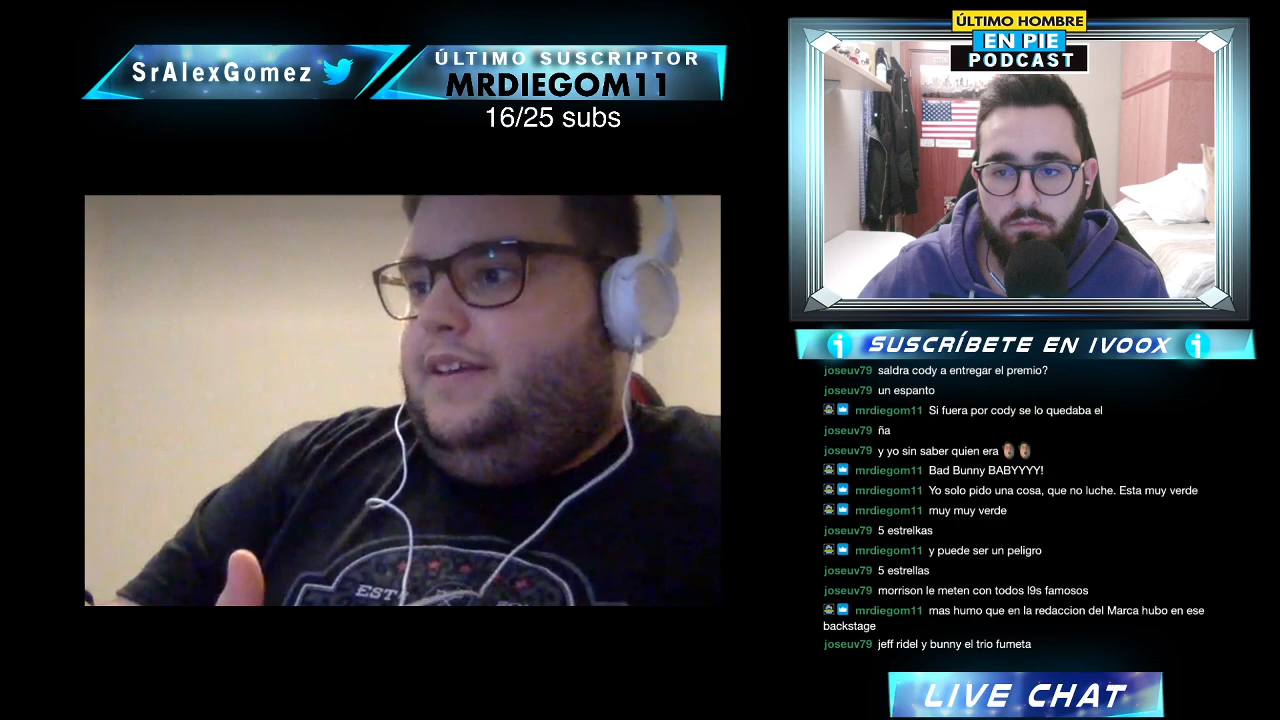 SrAlexGomez
ÚLTIMO SUSCRIPTOR
MRDIEGOM11
16/25 subs
ÚLTIMO HOMBRE
EN PIE
PODCAST
SUSCRÍBETE EN IVOOX
joseuv79 saldra cody a entregar el premio?
joseuv79 un espanto
mrdiegom11 Si fuera por cody se lo quedaba el
joseuv79 ña
joseuv79 y yo sin saber quien era
mrdiegom11 Bad Bunny BABYYYY!
mrdiegom11 Yo solo pido una cosa, que no luche. Esta muy verde
mrdiegom11 muy muy verde
joseuv79 5 estrelkas
mrdiegom11 y puede ser un peligro
joseuv79 5 estrellas
joseuv79 morrison le meten con todos l9s famosos
mrdiegom11 mas humo que en la redaccion del Marca hubo en ese
backstage
joseuv79 jeff ridel y bunny el trio fumeta
LIVE CHAT